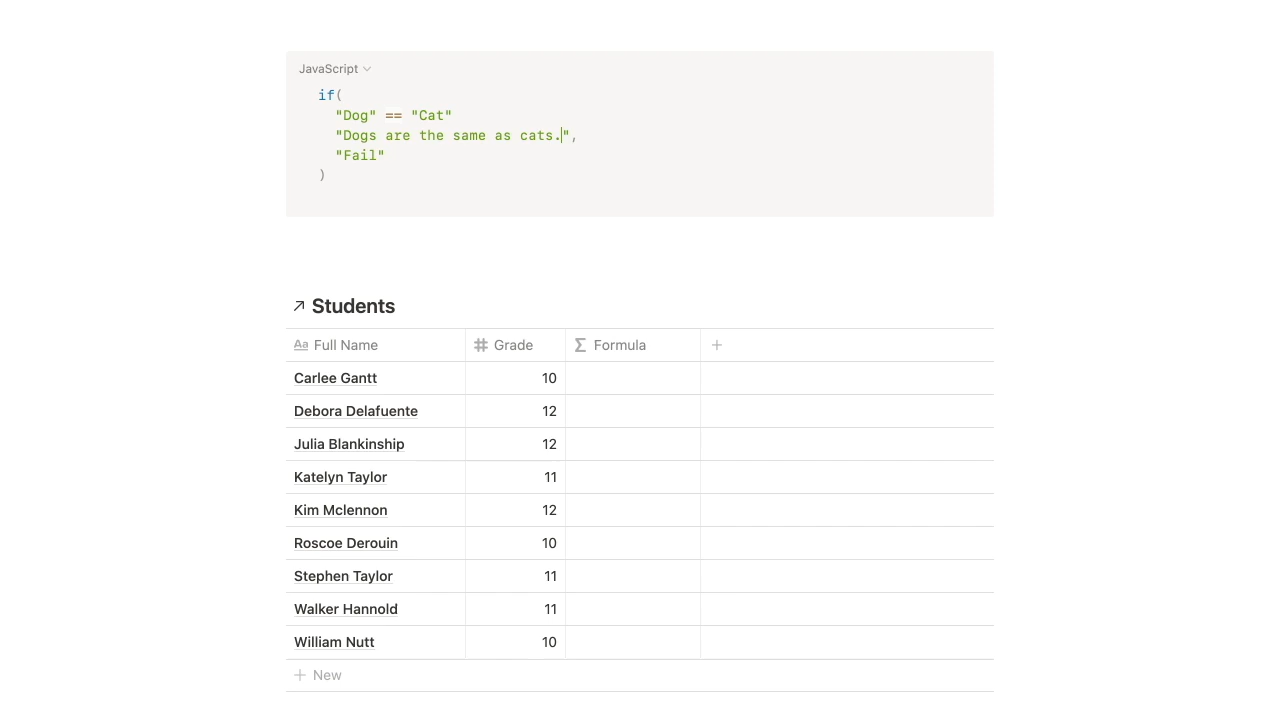 JavaScript
if(
"Dog" == "Cat"
"Dogs are the same as cats.",
"Fail"
)
Students
Aa Full Name Grade Formula
Carlee Gantt 10
Debora Delafuente 12
Julia Blankinship 12
Katelyn Taylor 11
Kim Mclennon 12
Roscoe Derouin 10
Stephen Taylor 11
Walker Hannold 11
William Nutt 10
New